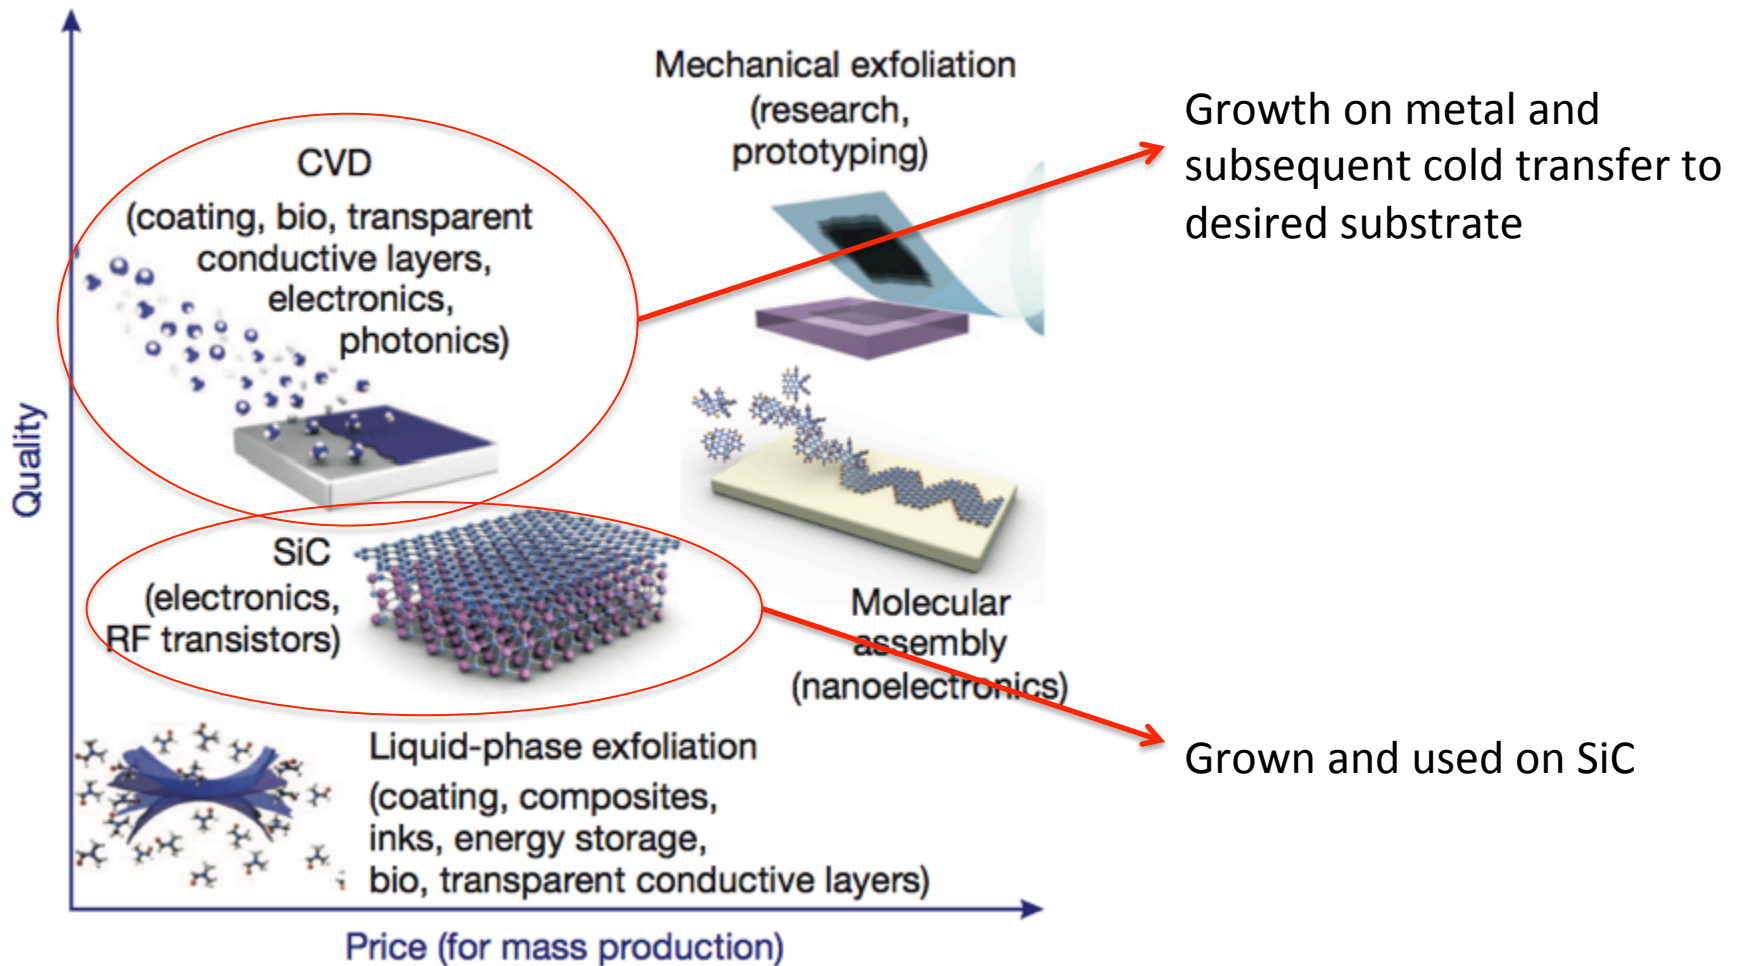 Quality
CVD
(coating, bio, transparent
conductive layers,
electronics,
photonics)
Mechanical exfoliation
(research,
prototyping)
Growth on metal and
subsequent cold transfer to
desired substrate
SiC
(electronics,
RF transistors)
Molecular
assembly
(nanoelectronics)
Grown and used on SiC
Liquid-phase exfoliation
(coating, composites,
inks, energy storage,
bio, transparent conductive layers)
Price (for mass production)